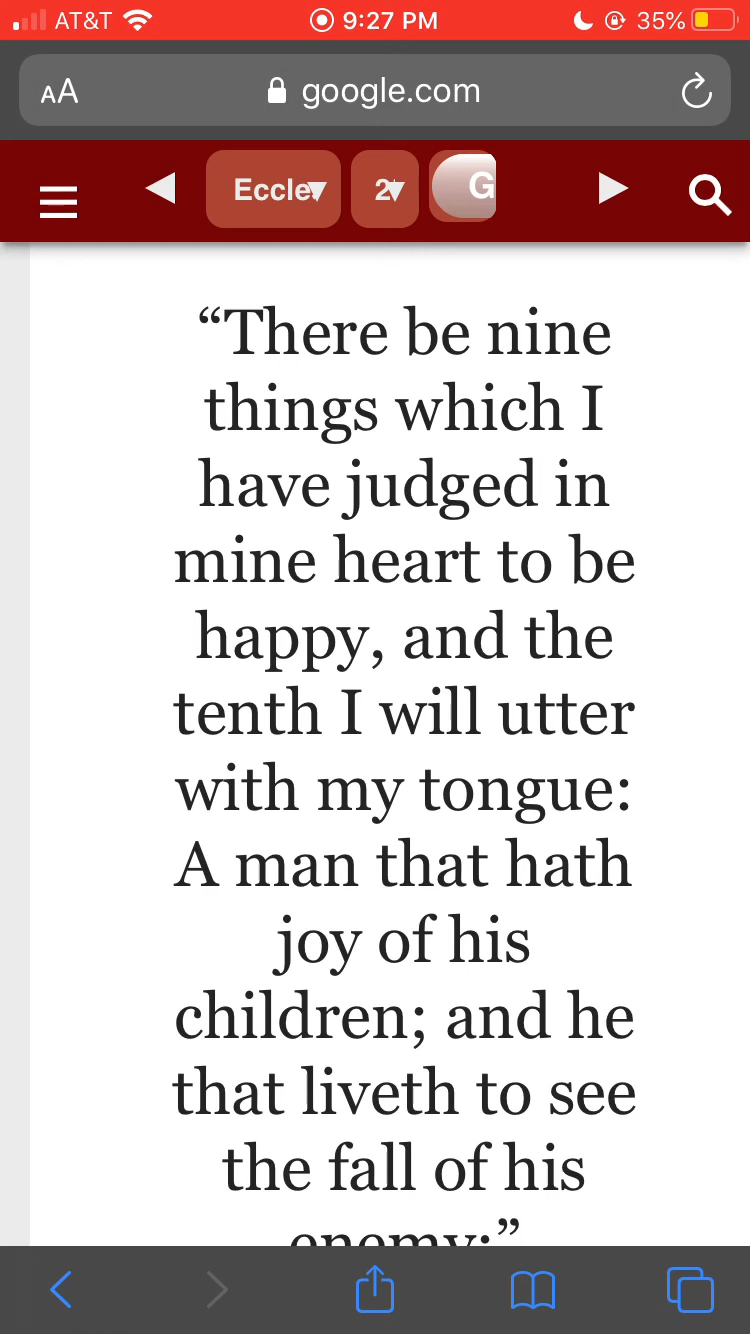 AT&T 9:27 PM 35%
AA google.com
Eccle 2 G
“There be nine
things which I
have judged in
mine heart to be
happy, and the
tenth I will utter
with my tongue:
A man that hath
joy of his
children; and he
that liveth to see
the fall of his
enemy:”